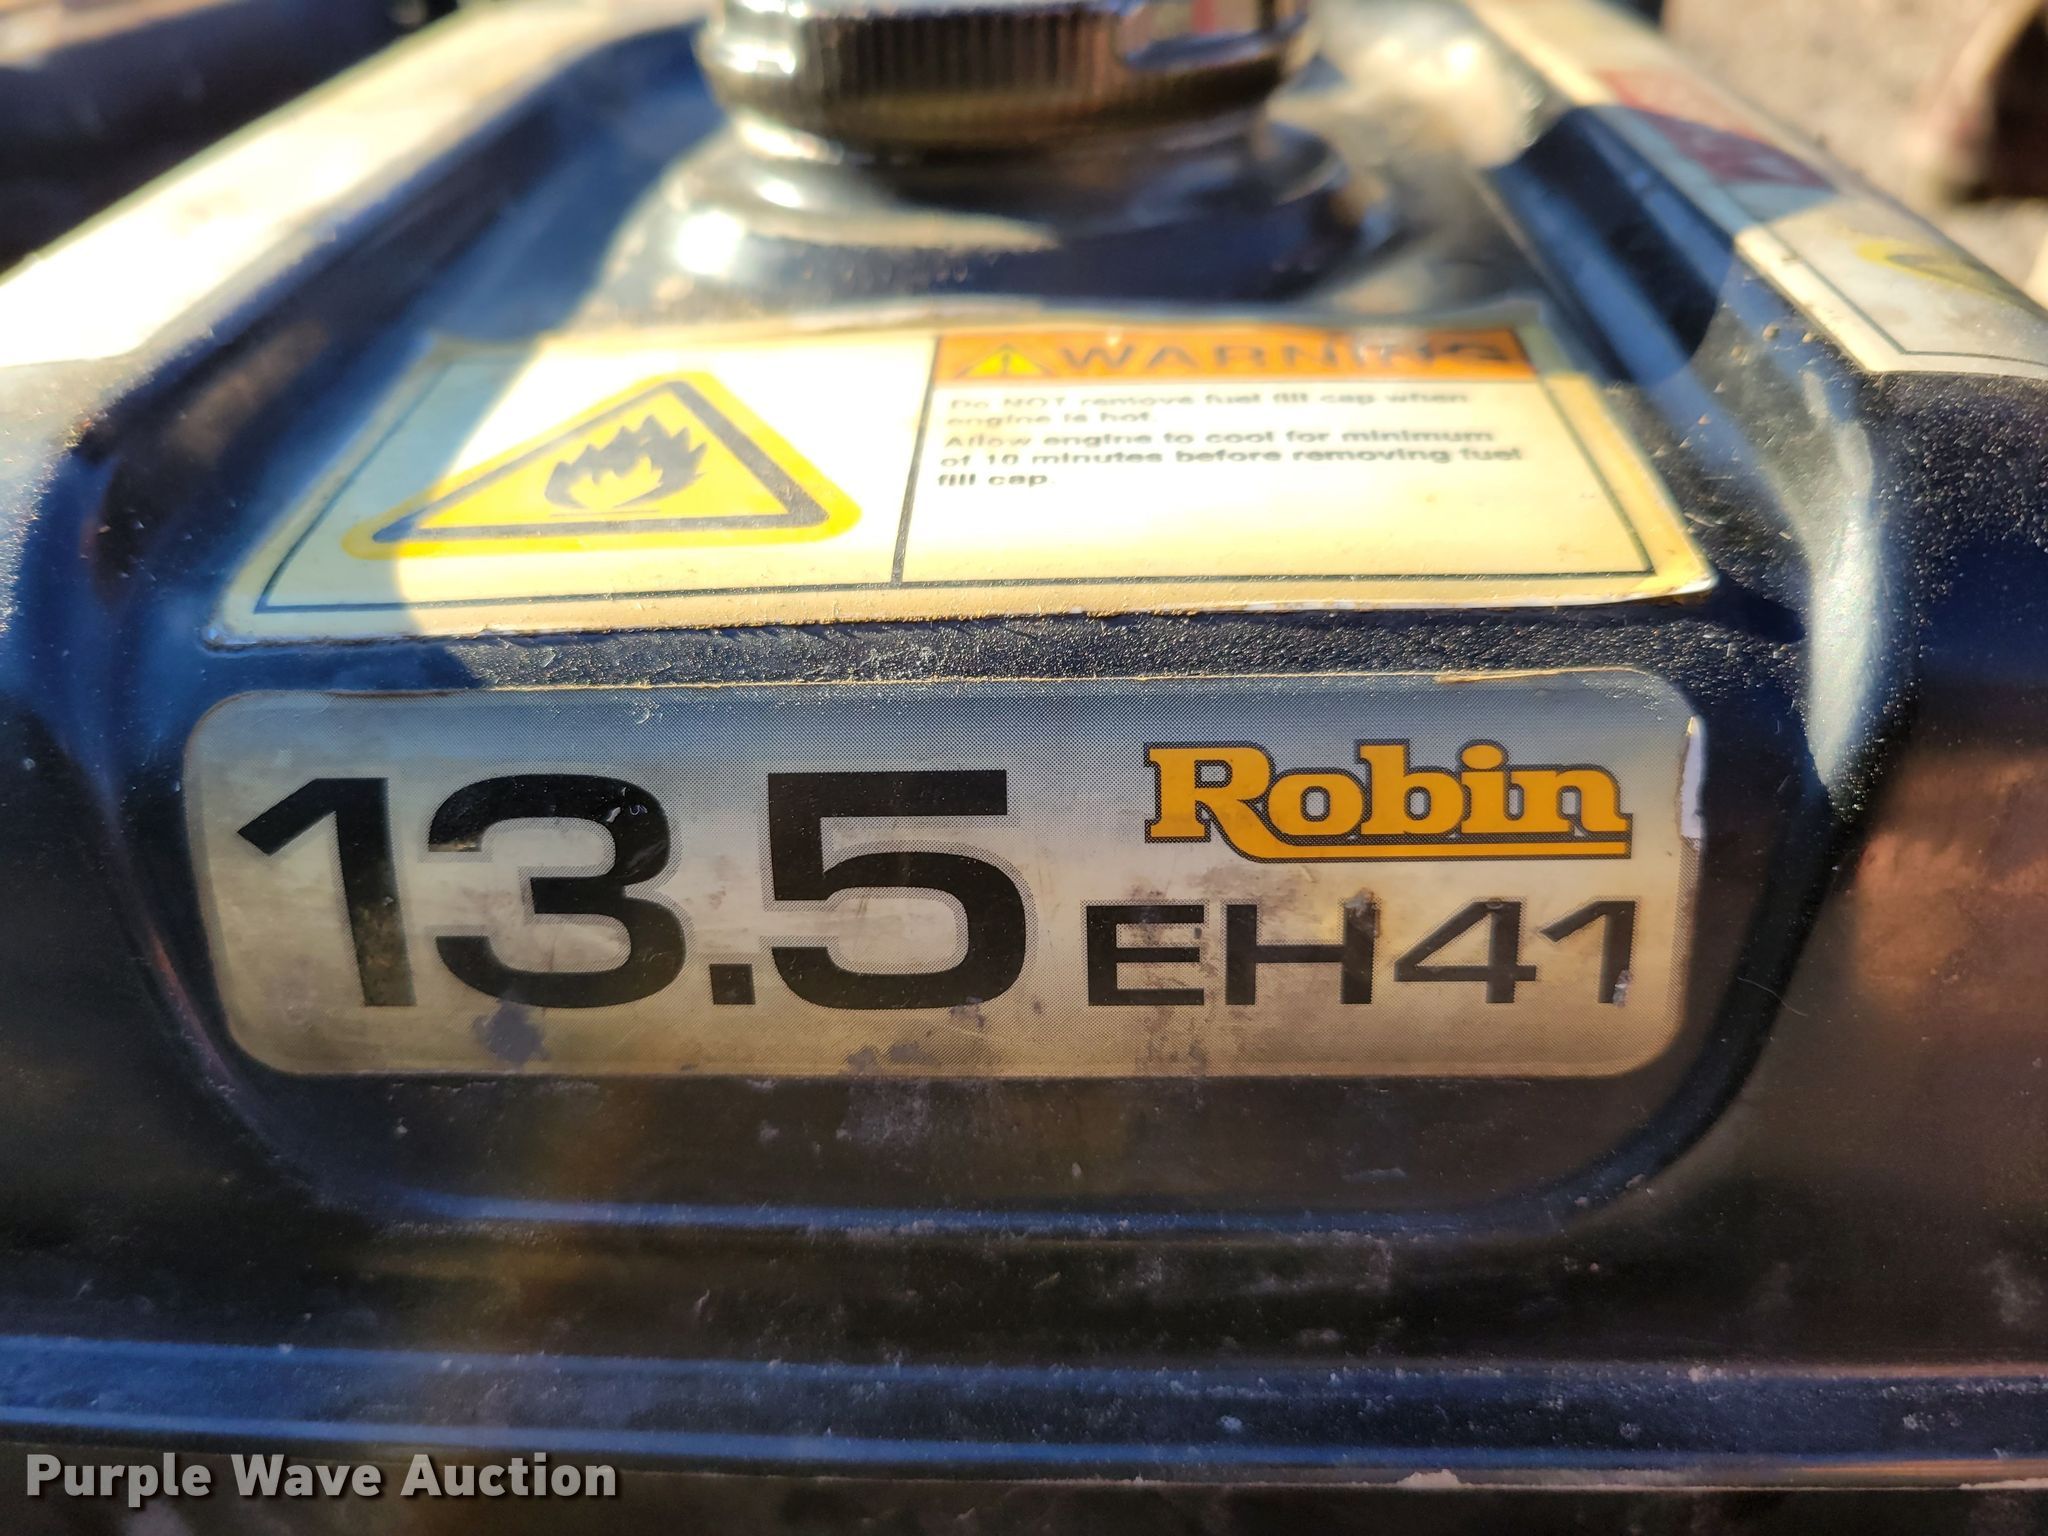 WARNING
Do NOT remove fuel fill cap when
engine is hot.
Allow engine to cool for minimum
of 10 minutes before removing fuel
fill cap.
Robin
13.5 EH41
Purple Wave Auction